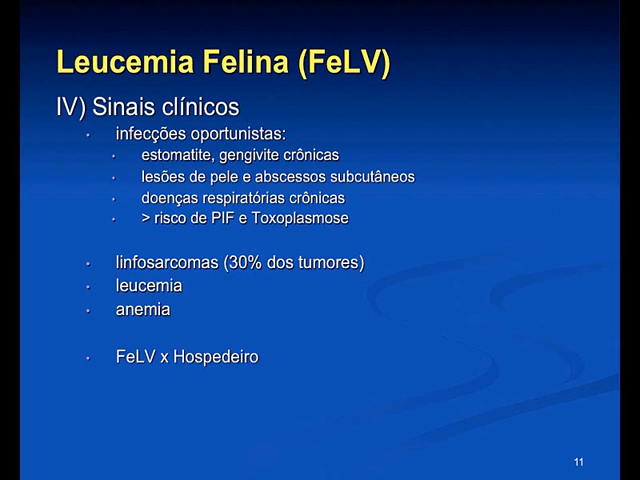 Leucemia Felina (FeLV)
IV) Sinais clínicos
• infecções oportunistas:
• estomatite, gengivite crônicas
• lesões de pele e abscessos subcutâneos
• doenças respiratórias crônicas
• > risco de PIF e Toxoplasmose
• linfosarcomas (30% dos tumores)
• leucemia
• anemia
• FeLV x Hospedeiro
11